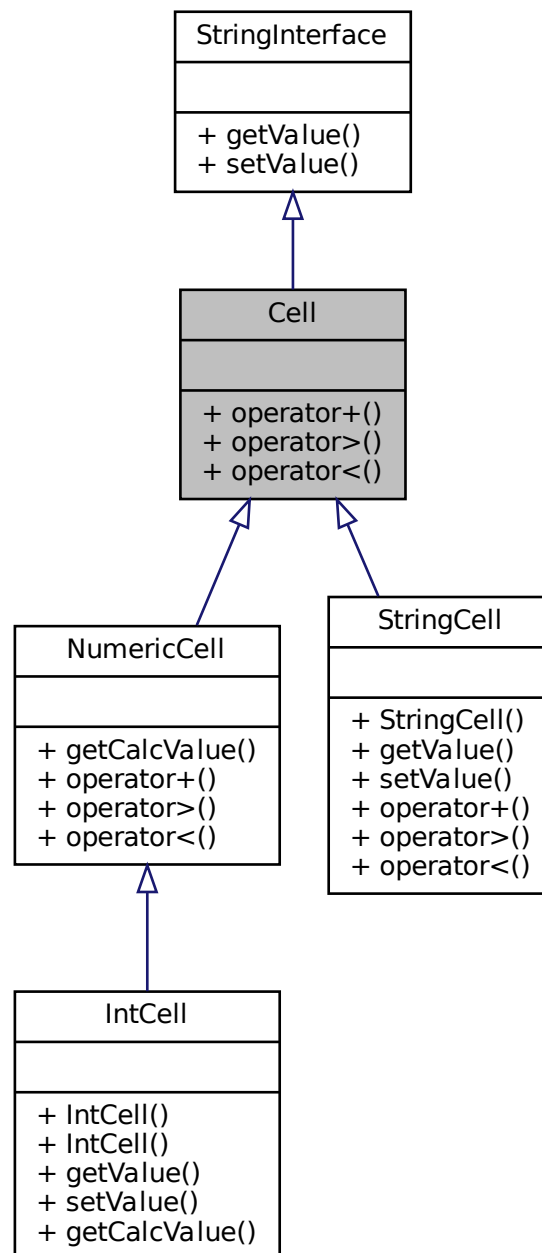 StringInterface
+ getValue()
+ setValue()
Cell
+ operator+()
+ operator>()
+ operator<()
NumericCell
+ getCalcValue()
+ operator+()
+ operator>()
+ operator<()
StringCell
+ StringCell()
+ getValue()
+ setValue()
+ operator+()
+ operator>()
+ operator<()
IntCell
+ IntCell()
+ IntCell()
+ getValue()
+ setValue()
+ getCalcValue()